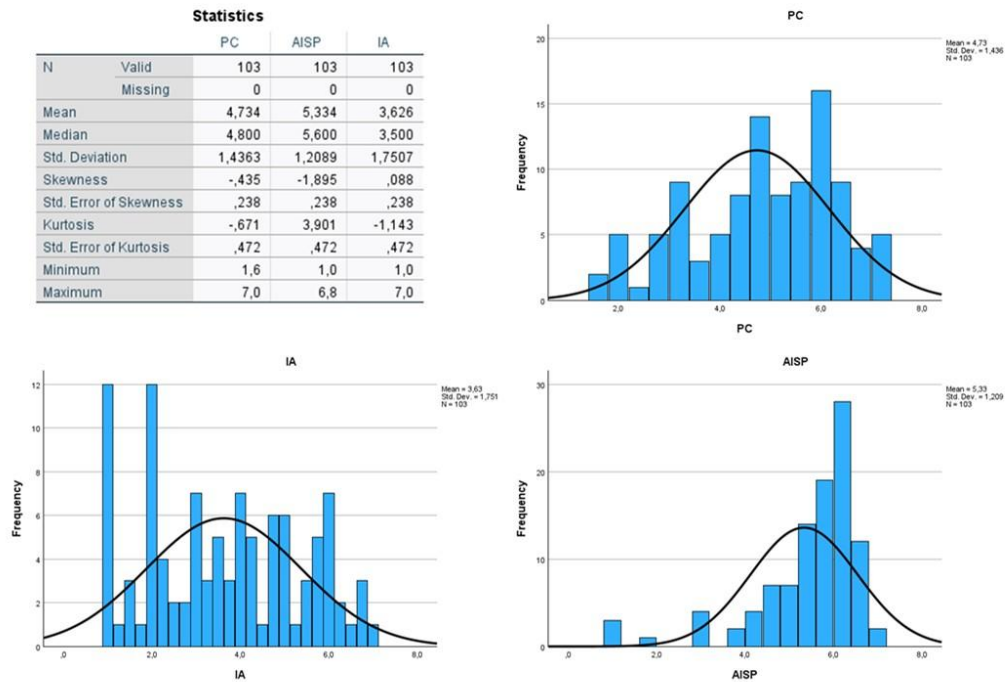 Statistics
PC AISP IA
N Valid 103 103 103
Missing 0 0 0
Mean 4,734 5,334 3,626
Median 4,800 5,600 3,500
Std. Deviation 1,4363 1,2089 1,7507
Skewness -,435 -1,895 ,088
Std. Error of Skewness ,238 ,238 ,238
Kurtosis -,671 3,901 -1,143
Std. Error of Kurtosis ,472 ,472 ,472
Minimum 1,6 1,0 1,0
Maximum 7,0 6,8 7,0
PC
Mean = 4,73
Std. Dev. = 1,436
N = 103
Frequency
20
15
10
5
0
2,0 4,0 6,0 8,0
PC
IA
Mean = 3,63
Std. Dev. = 1,751
N = 103
Frequency
12
10
8
6
4
2
0
,0 2,0 4,0 6,0 8,0
IA
AISP
Mean = 5,33
Std. Dev. = 1,209
N = 103
Frequency
30
20
10
0
,0 2,0 4,0 6,0 8,0
AISP